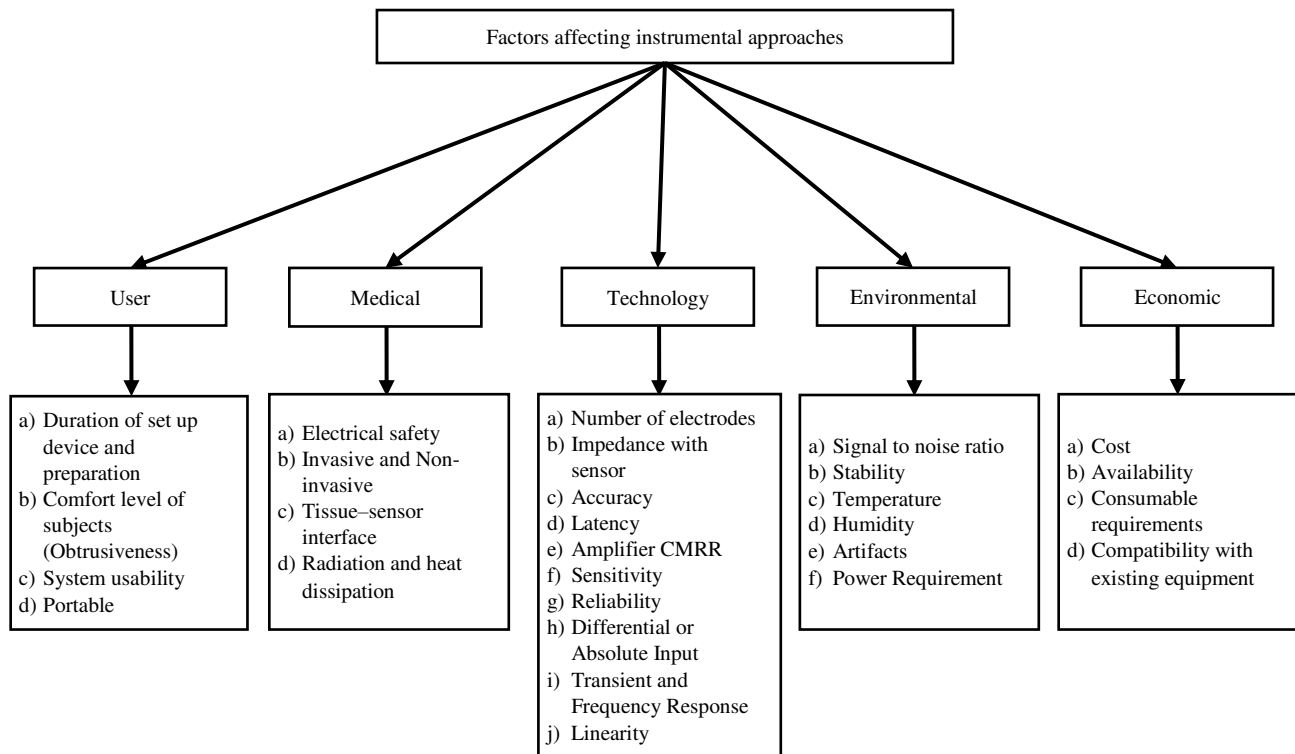 Factors affecting instrumental approaches
User
Medical
Technology
Environmental
Economic
a) Duration of set up
device and
preparation
b) Comfort level of
subjects
(Obtrusiveness)
c) System usability
d) Portable
a) Electrical safety
b) Invasive and Non-
invasive
c) Tissue–sensor
interface
d) Radiation and heat
dissipation
a) Number of electrodes
b) Impedance with
sensor
c) Accuracy
d) Latency
e) Amplifier CMRR
f) Sensitivity
g) Reliability
h) Differential or
Absolute Input
i) Transient and
Frequency Response
j) Linearity
a) Signal to noise ratio
b) Stability
c) Temperature
d) Humidity
e) Artifacts
f) Power Requirement
a) Cost
b) Availability
c) Consumable
requirements
d) Compatibility with
existing equipment